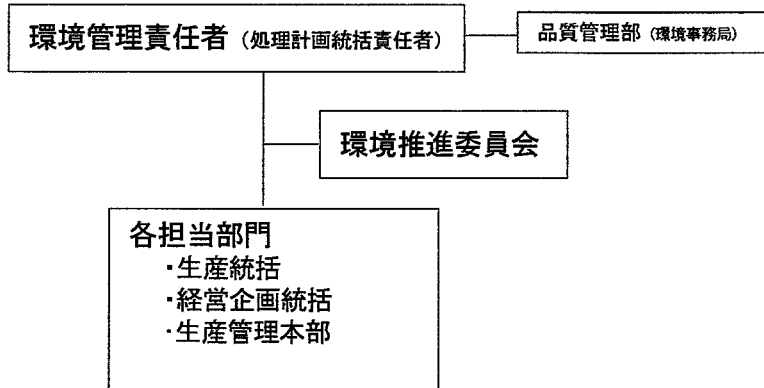 環境管理責任者（処理計画統括責任者）
品質管理部（環境事務局）
環境推進委員会
各担当部門
・生産統括
・経営企画統括
・生産管理本部